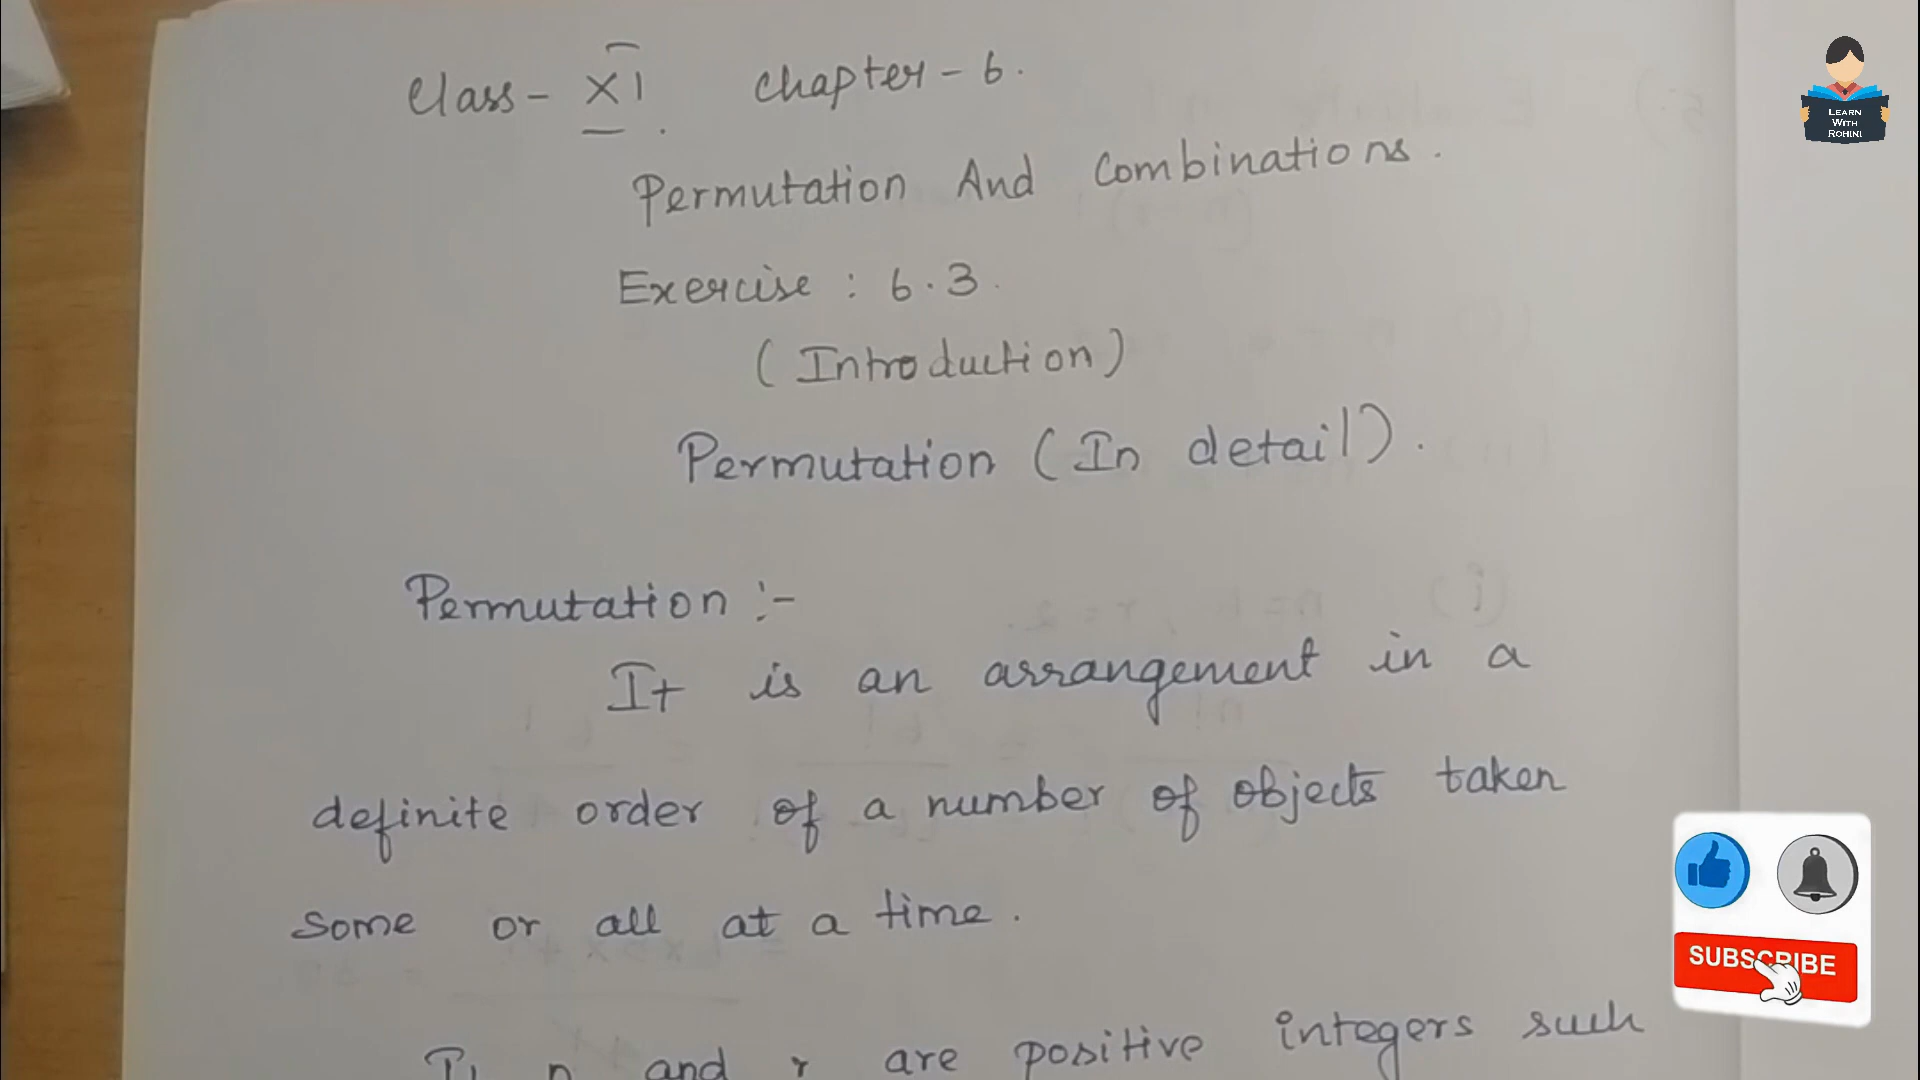 Class - XI. Chapter - 6.
Permutation And Combinations.
Exercise : 6.3.
(Introduction)
Permutation (In detail).
Permutation :-
It is an arrangement in a
definite order of a number of objects taken
some or all at a time.
n and r are positive integers such
LEARN
WITH
ROHINI
SUBSCRIBE